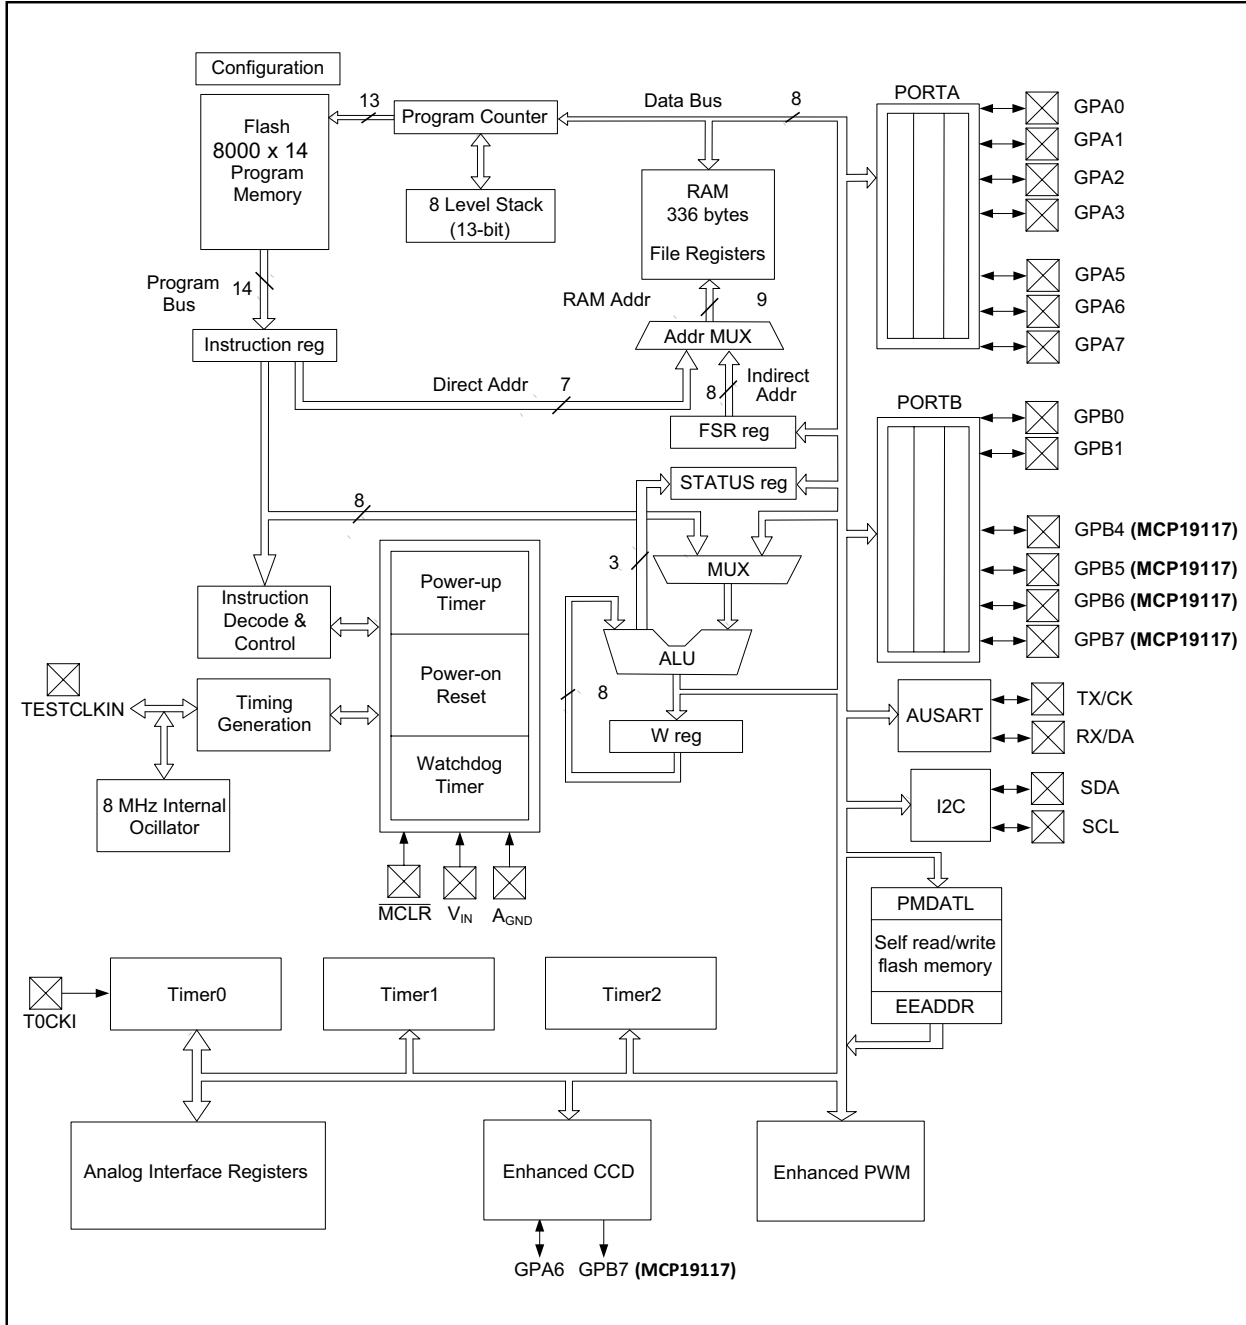 Configuration
Flash
8000 x 14
Program
Memory
13
Program Counter
Data Bus
8
8 Level Stack
(13-bit)
RAM
336 bytes
File Registers
PORTA
GPA0
GPA1
GPA2
GPA3
GPA5
GPA6
GPA7
Program
Bus
14
RAM Addr
9
Instruction reg
Addr MUX
Direct Addr
7
8
Indirect
Addr
FSR reg
PORTB
GPB0
GPB1
GPB4 (MCP19117)
GPB5 (MCP19117)
GPB6 (MCP19117)
GPB7 (MCP19117)
STATUS reg
8
3
MUX
Instruction
Decode &
Control
Power-up
Timer
Power-on
Reset
Watchdog
Timer
ALU
8
W reg
TESTCLKIN
Timing
Generation
8 MHz Internal
Ocillator
MCLR
VIN
AGND
AUSART
TX/CK
RX/DA
I2C
SDA
SCL
PMDATL
Self read/write
flash memory
EEADDR
T0CKI
Timer0
Timer1
Timer2
Analog Interface Registers
Enhanced CCD
Enhanced PWM
GPA6
GPB7 (MCP19117)